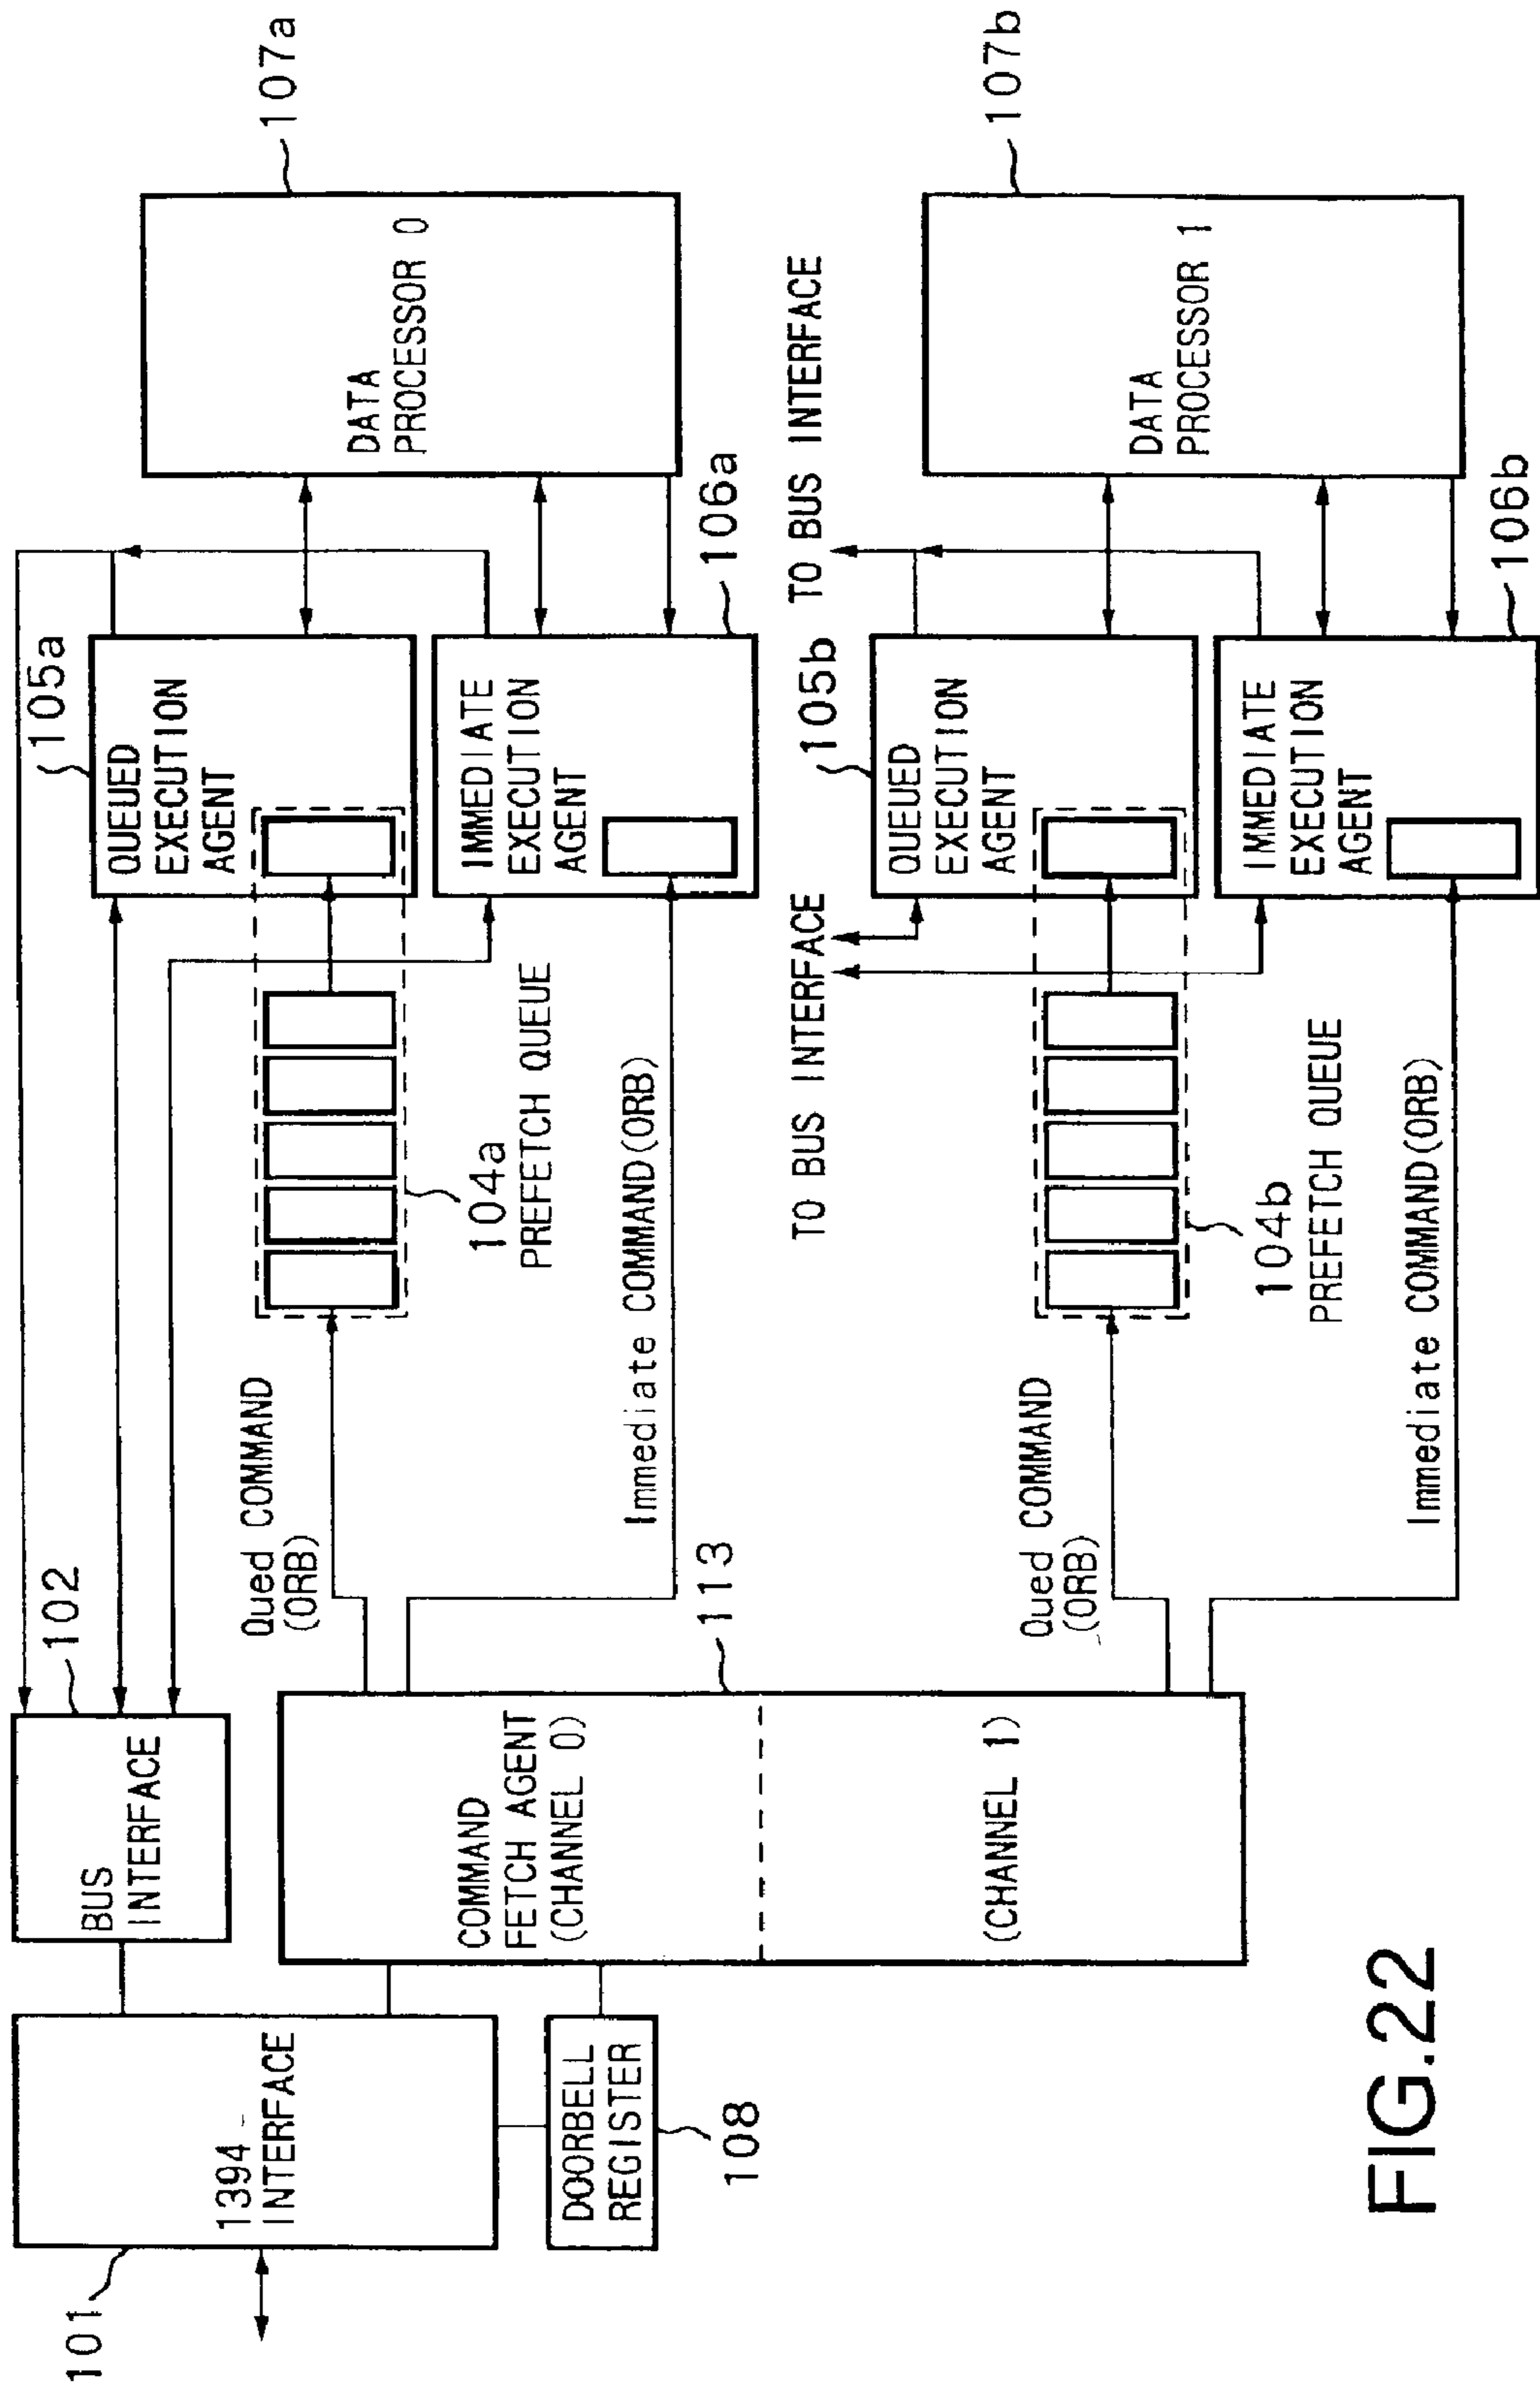 101
1394
INTERFACE
102
BUS
INTERFACE
DOORBELL
REGISTER
108
COMMAND
FETCH AGENT
(CHANNEL 0)
(CHANNEL 1)
113
Qued COMMAND
(ORB)
104a
PREFETCH QUEUE
Immediate COMMAND(ORB)
105a
QUEUED
EXECUTION
AGENT
IMMEDIATE
EXECUTION
AGENT
106a
DATA
PROCESSOR 0
107a
TO BUS INTERFACE
TO BUS INTERFACE
Qued COMMAND
(ORB)
104b
PREFETCH QUEUE
Immediate COMMAND(ORB)
105b
QUEUED
EXECUTION
AGENT
IMMEDIATE
EXECUTION
AGENT
106b
DATA
PROCESSOR 1
107b
FIG.22